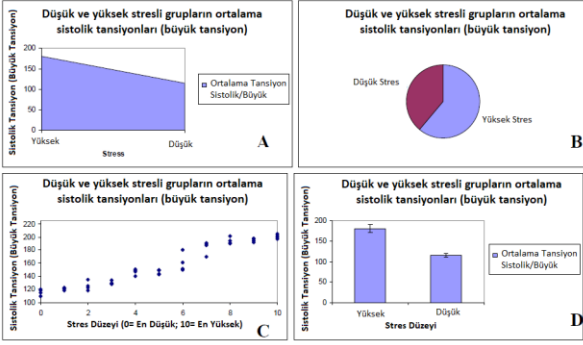 Düşük ve yüksek stresli grupların ortalama
sistolik tansiyonları (büyük tansiyon)
Sistolik Tansiyon (Büyük Tansiyon)
200
150
100
50
0
Yüksek
Düşük
Stress
Ortalama Tansiyon
Sistolik/Büyük
A
Düşük ve yüksek stresli grupların ortalama
sistolik tansiyonları (büyük tansiyon)
Düşük Stres
Yüksek Stres
B
Düşük ve yüksek stresli grupların ortalama
sistolik tansiyonları (büyük tansiyon)
Sistolik Tansiyon (Büyük Tansiyon)
220
200
180
160
140
120
100
0 2 4 6 8 10
Stres Düzeyi (0= En Düşük; 10= En Yüksek)
C
Düşük ve yüksek stresli grupların ortalama
sistolik tansiyonları (büyük tansiyon)
Sistolik Tansiyon (Büyük Tansiyon)
200
150
100
50
0
Yüksek
Düşük
Stres Düzeyi
Ortalama Tansiyon
Sistolik/Büyük
D